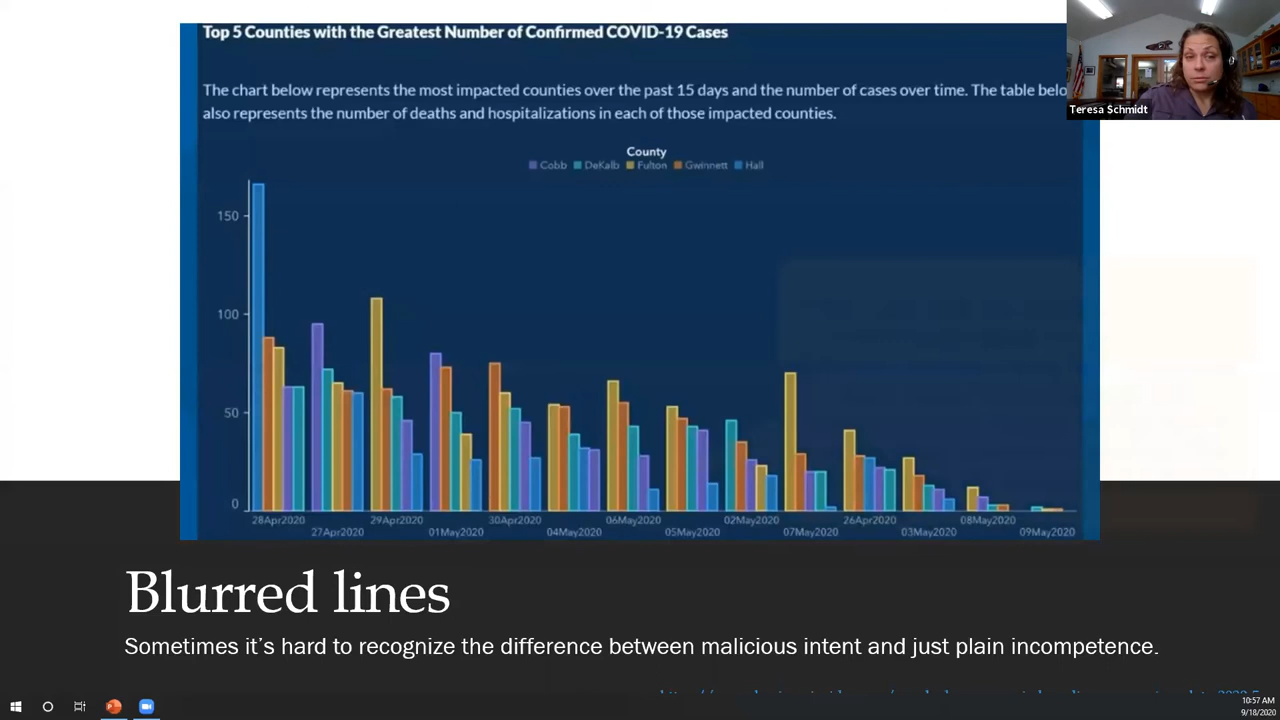 Top 5 Counties with the Greatest Number of Confirmed COVID-19 Cases
The chart below represents the most impacted counties over the past 15 days and the number of cases over time. The table belo
also represents the number of deaths and hospitalizations in each of those impacted counties.
Teresa Schmidt
County
Cobb DeKalb Fulton Gwinnett Hall
150
100
50
0
28Apr2020 29Apr2020 30Apr2020 06May2020 02May2020 26Apr2020 08May2020
27Apr2020 01May2020 04May2020 05May2020 07May2020 03May2020 09May2020
Blurred lines
Sometimes it's hard to recognize the difference between malicious intent and just plain incompetence.
10:57 AM
9/18/2020